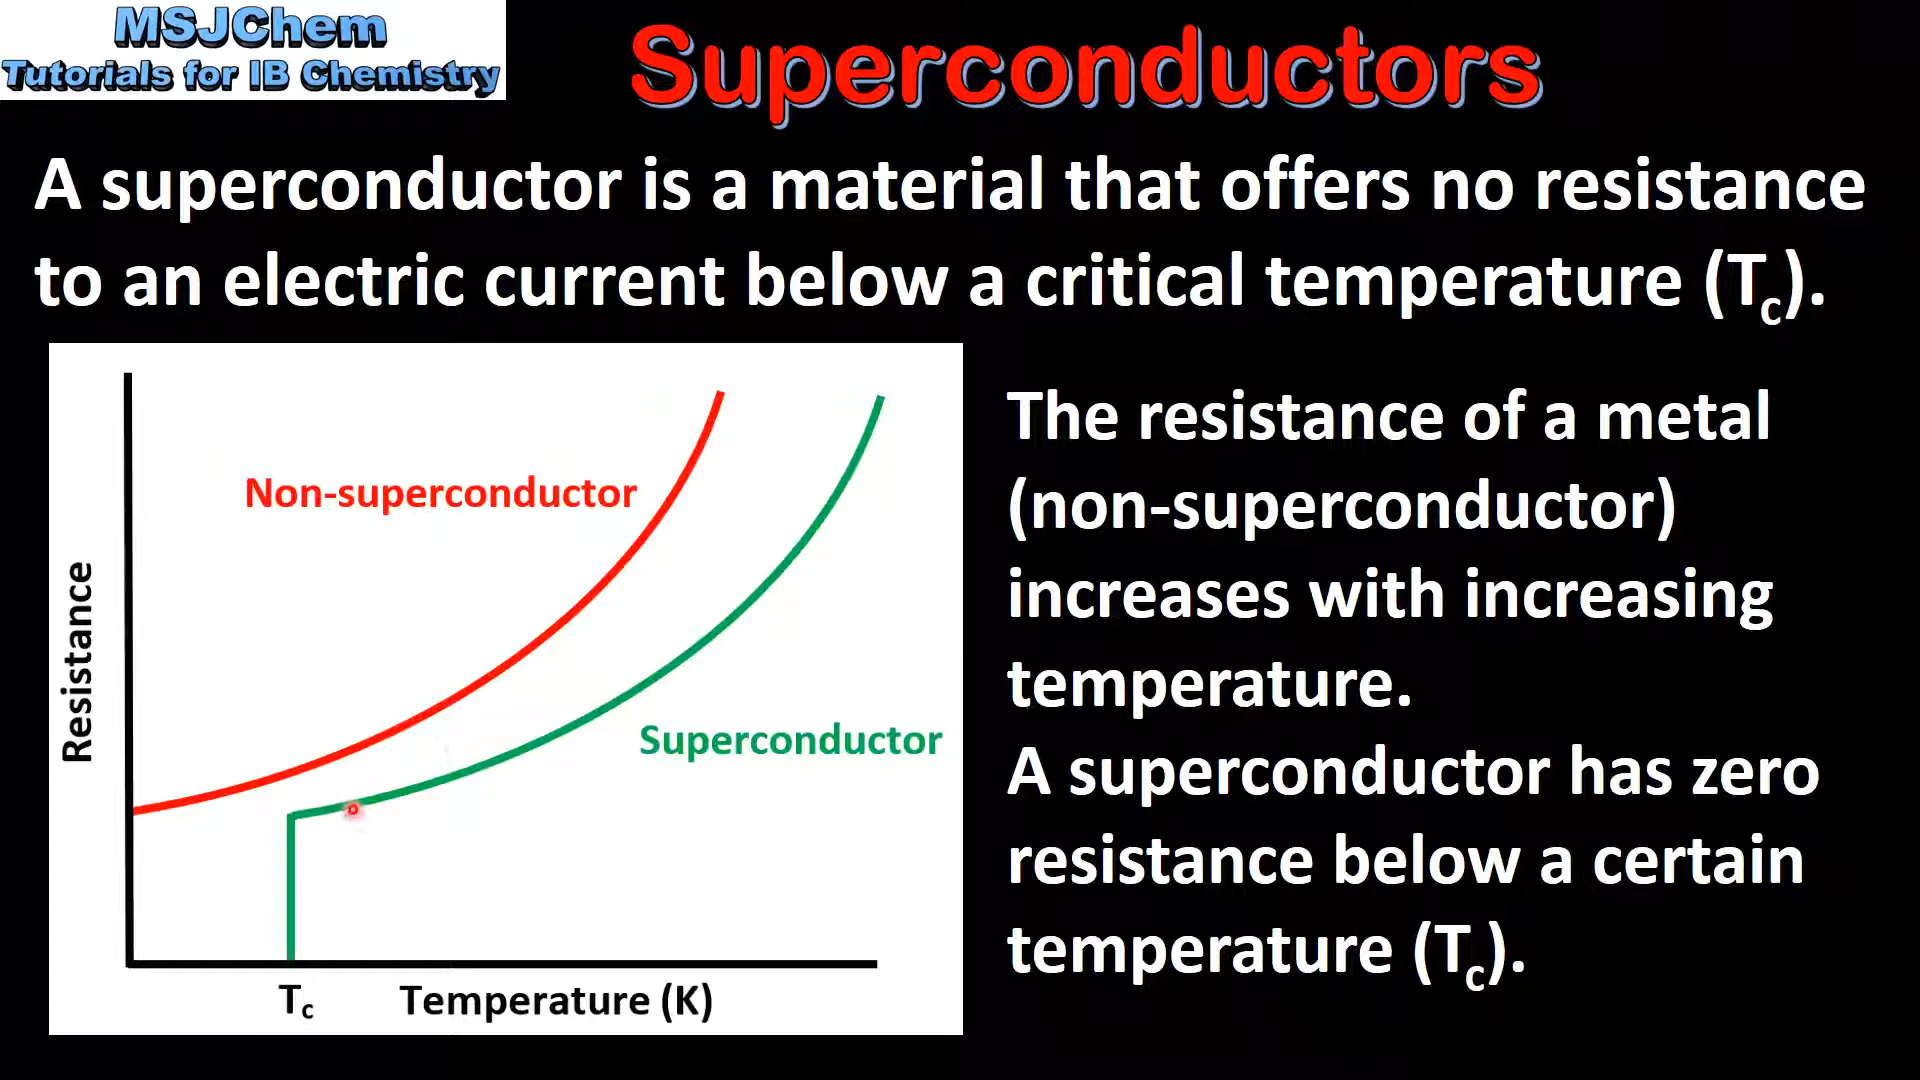 MSJChem
Tutorials for IB Chemistry
Superconductors
A superconductor is a material that offers no resistance
to an electric current below a critical temperature (Tc).
Non-superconductor
Superconductor
Resistance
Tc
Temperature (K)
The resistance of a metal
(non-superconductor)
increases with increasing
temperature.
A superconductor has zero
resistance below a certain
temperature (Tc).